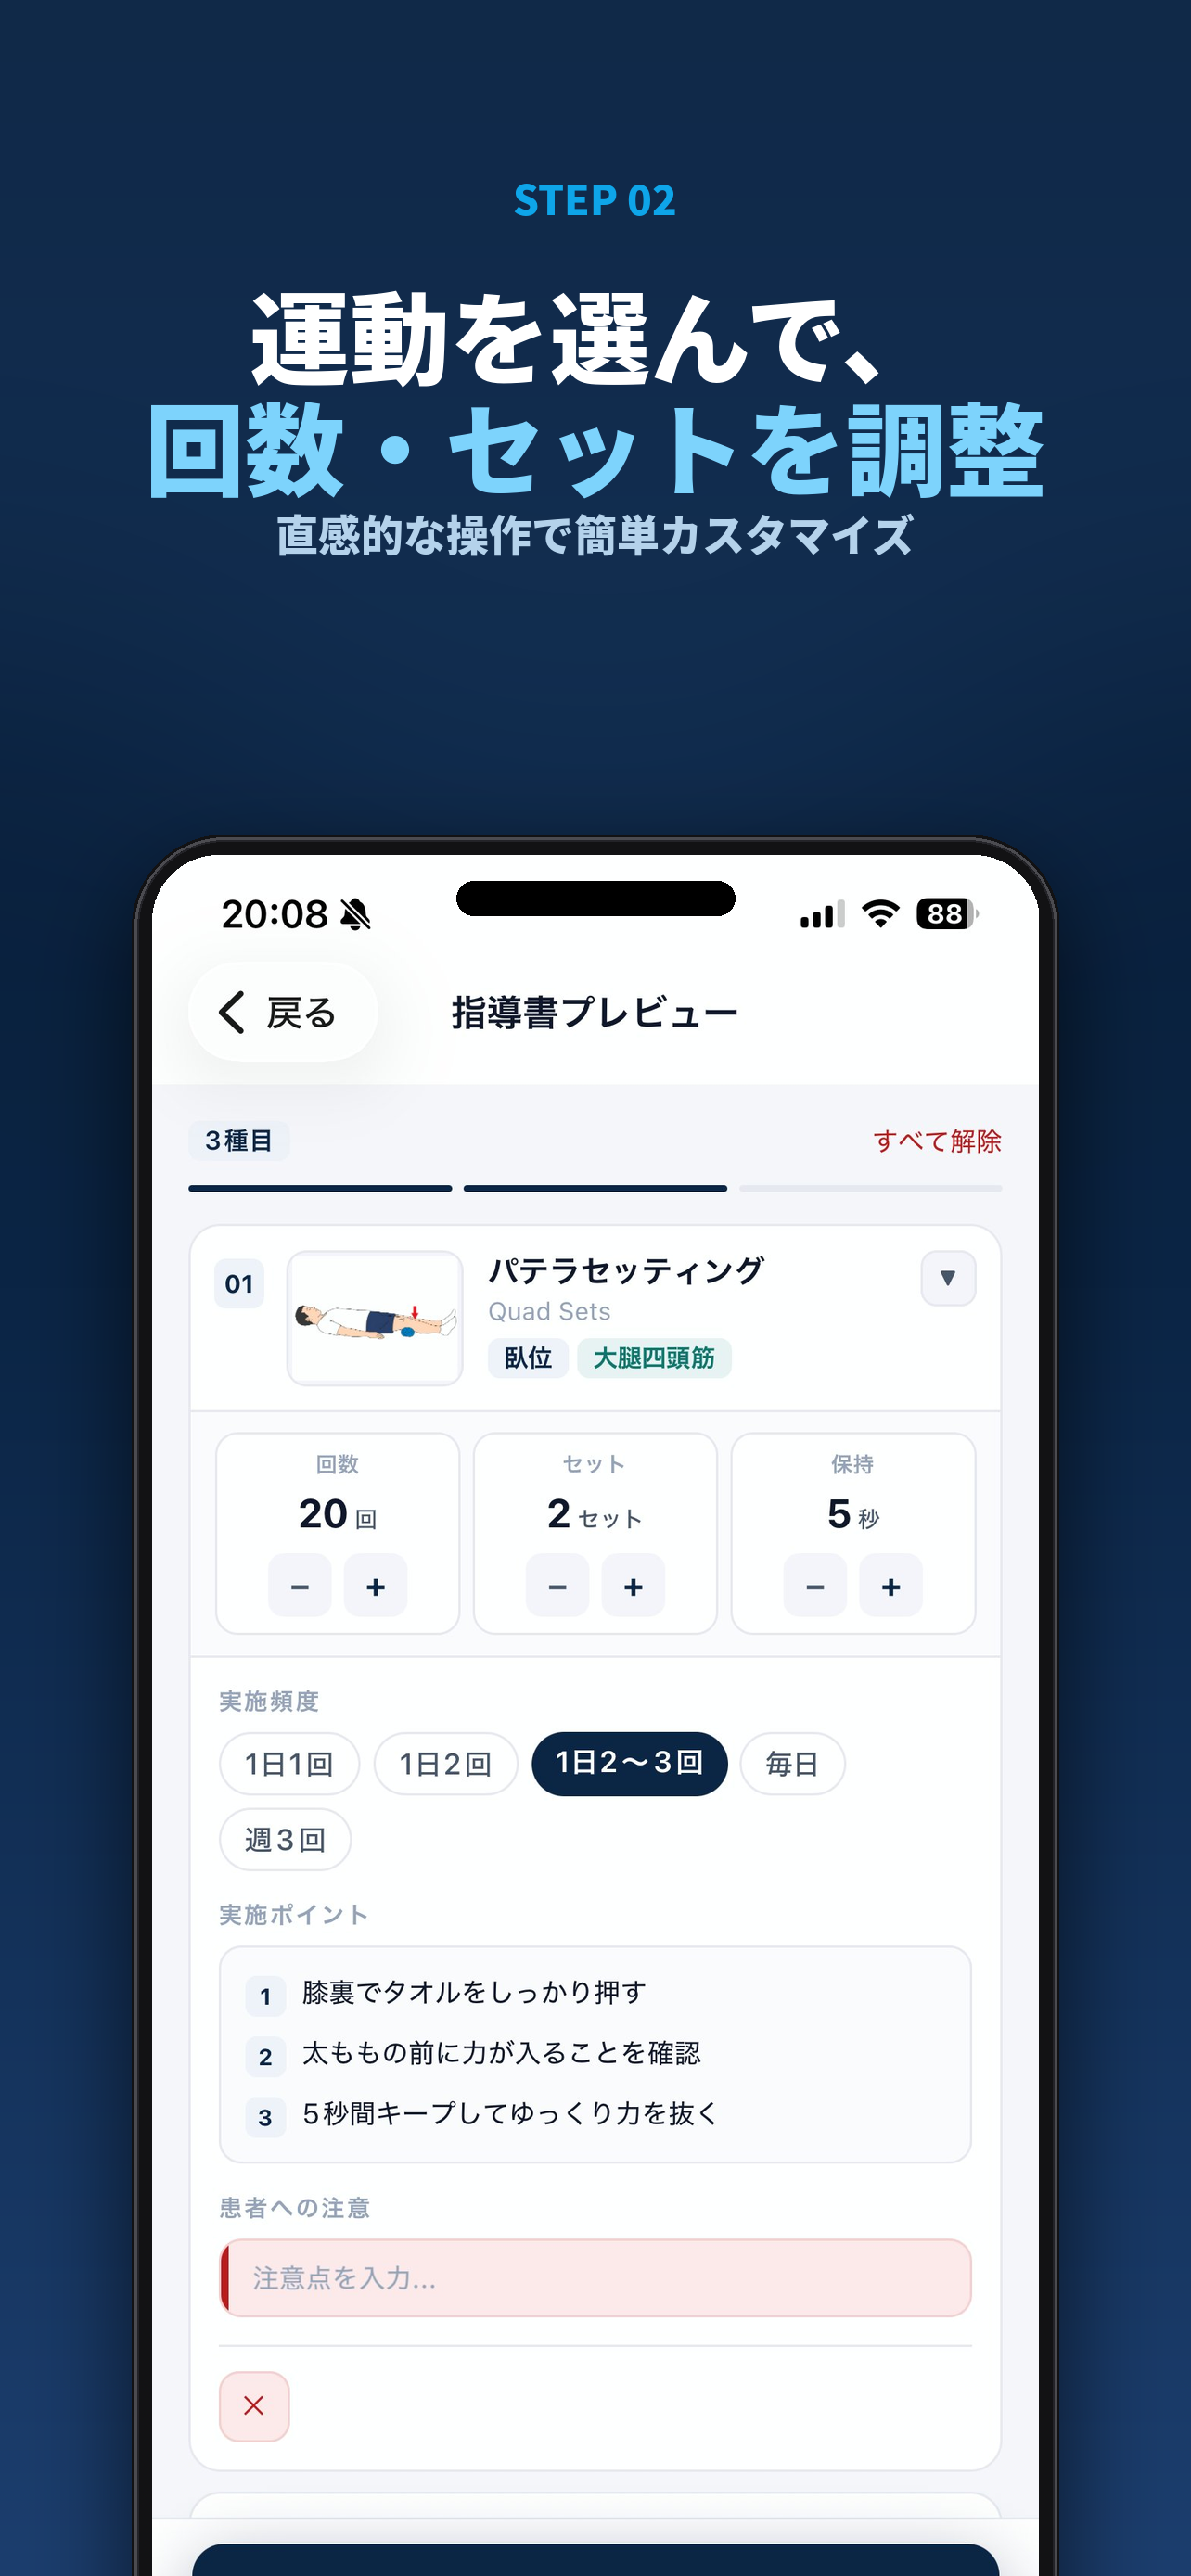 STEP 02
運動を選んで、
回数・セットを調整
直感的な操作で簡単カスタマイズ
20:08 88
戻る 指導書プレビュー
3種目 すべて解除
01 パテラセッティング ▼
Quad Sets
臥位 大腿四頭筋
回数 セット 保持
20 回 2 セット 5 秒
− + − + − +
実施頻度
1日1回 1日2回 1日2〜3回 毎日
週3回
実施ポイント
1 膝裏でタオルをしっかり押す
2 太ももの前に力が入ることを確認
3 5秒間キープしてゆっくり力を抜く
患者への注意
注意点を入力...
×